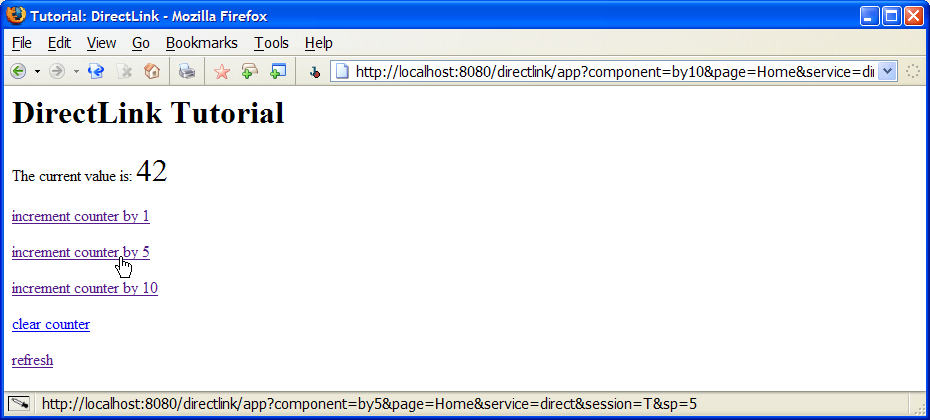 Tutorial: DirectLink - Mozilla Firefox
File Edit View Go Bookmarks Tools Help
http://localhost:8080/directlink/app?component=by10&page=Home&service=dir
DirectLink Tutorial
The current value is: 42
increment counter by 1
increment counter by 5
increment counter by 10
clear counter
refresh
http://localhost:8080/directlink/app?component=by5&page=Home&service=direct&session=T&sp=5